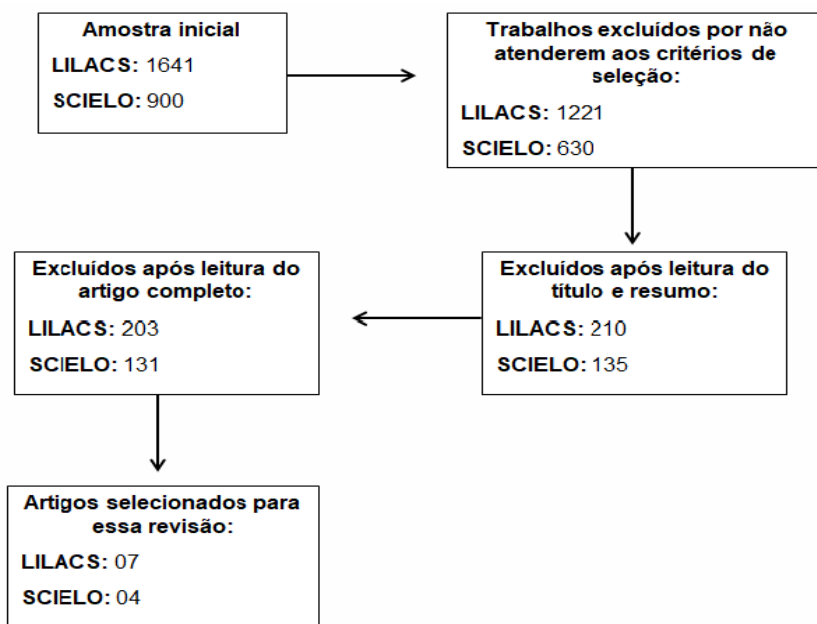 Amostra inicial
LILACS: 1641
SCIELO: 900
Trabalhos excluídos por não
atenderem aos critérios de
seleção:
LILACS: 1221
SCIELO: 630
Excluídos após leitura do
título e resumo:
LILACS: 210
SCIELO: 135
Excluídos após leitura do
artigo completo:
LILACS: 203
SCIELO: 131
Artigos selecionados para
essa revisão:
LILACS: 07
SCIELO: 04